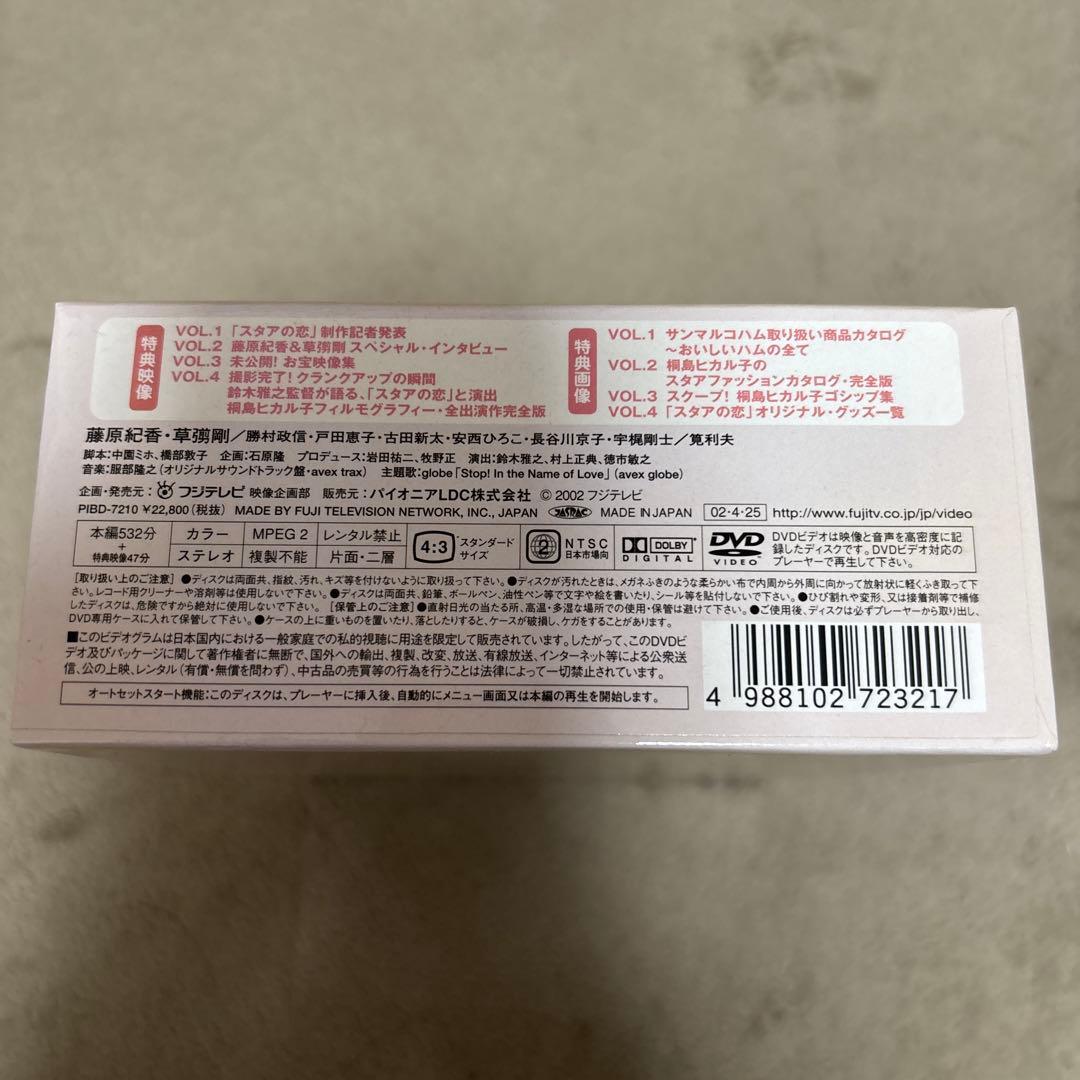 特典映像
VOL.1 「スタアの恋」制作記者発表
VOL.2 藤原紀香&草彅剛 スペシャル・インタビュー
VOL.3 未公開! お宝映像集
VOL.4 撮影完了! クランクアップの瞬間
鈴木雅之監督が語る、「スタアの恋」と演出
桐島ヒカル子フィルモグラフィー・全出演作完全版
特典画像
VOL.1 サンマルコハム取り扱い商品カタログ
〜おいしいハムの全て
VOL.2 桐島ヒカル子の
スタアファッションカタログ・完全版
VOL.3 スクープ! 桐島ヒカル子ゴシップ集
VOL.4 「スタアの恋」オリジナル・グッズ一覧
藤原紀香・草彅剛/勝村政信・戸田恵子・古田新太・安西ひろこ・長谷川京子・宇梶剛士/筧利夫
脚本:中園ミホ、橋部敦子 企画:石原隆 プロデュース:岩田祐二、牧野正 演出:鈴木雅之、村上正典、徳市敏之
音楽:服部隆之(オリジナルサウンドトラック盤・avex trax) 主題歌:globe「Stop! In the Name of Love」(avex globe)
企画・発売元: フジテレビ 映像企画部 販売元:パイオニアLDC株式会社 © 2002 フジテレビ
PIBD-7210 ¥22,800(税抜) MADE BY FUJI TELEVISION NETWORK, INC., JAPAN JASRAC MADE IN JAPAN 02・4・25 http://www.fujitv.co.jp/jp/video
本編532分
+
特典映像47分
カラー MPEG 2 レンタル禁止
ステレオ 複製不能 片面・二層
4:3 スタンダードサイズ
2 NTSC 日本市場向
DOLBY DIGITAL
DVD VIDEO
DVDビデオは映像と音声を高密度に記
録したディスクです。DVDビデオ対応の
プレーヤーで再生して下さい。
[取り扱い上のご注意] ●ディスクは両面共、指紋、汚れ、キズ等を付けないように取り扱って下さい。●ディスクが汚れたときは、メガネふきのような柔らかい布で内周から外周に向かって放射状に軽くふき取って下
さい。レコード用クリーナーや溶剤等は使用しないで下さい。●ディスクは両面共、鉛筆、ボールペン、油性ペン等で文字や絵を書いたり、シール等を貼付しないで下さい。●ひび割れや変形、又は接着剤等で補修
したディスクは、危険ですから絶対に使用しないで下さい。[保管上のご注意] ●直射日光の当たる所、高温・多湿な場所での使用・保管は避けて下さい。●ご使用後、ディスクは必ずプレーヤーから取り出し、
DVD専用ケースに入れて保管して下さい。●ケースの上に重いものを置いたり、落としたりすると、ケースが破損し、ケガをすることがあります。
■このビデオグラムは日本国内における一般家庭での私的視聴に用途を限定して販売されています。したがって、このDVDビ
デオ及びパッケージに関して著作権者に無断で、国外への輸出、複製、改変、放送、有線放送、インターネット等による公衆送
信、公の上映、レンタル(有償・無償を問わず)、中古品の売買等の行為を行うことは法律によって一切禁止されています。
オートセットスタート機能:このディスクは、プレーヤーに挿入後、自動的にメニュー画面又は本編の再生を開始します。
4 988102 723217